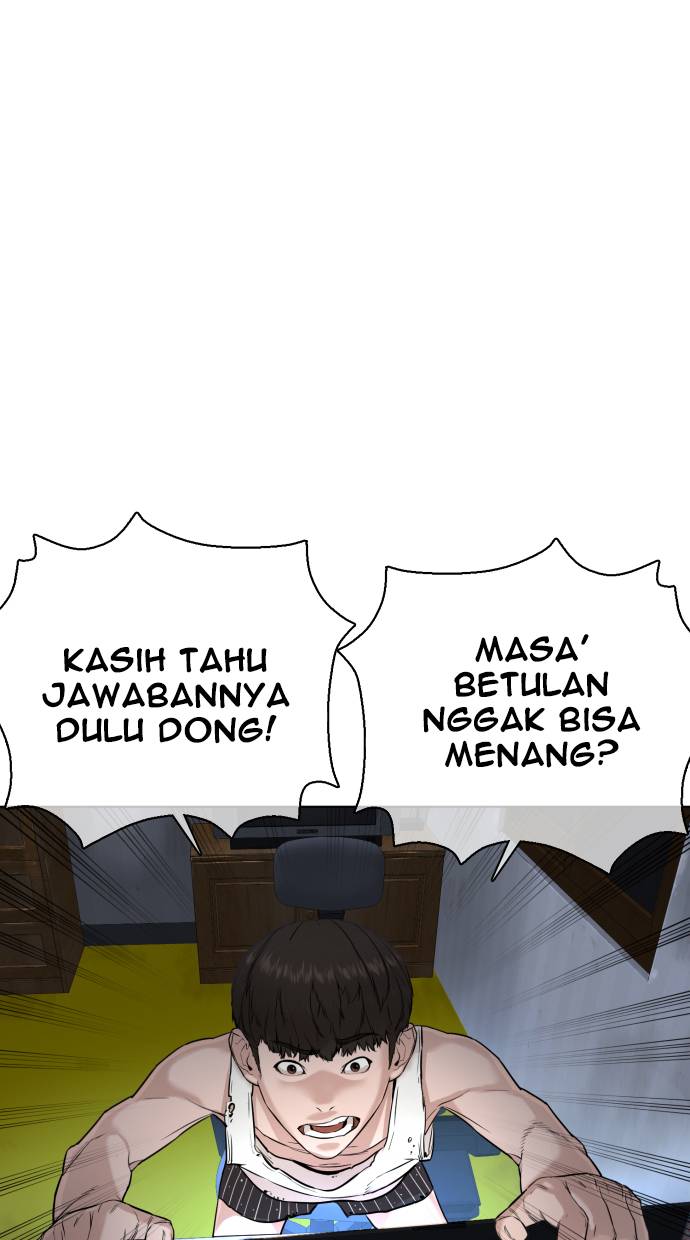 KASIH TAHU
JAWABANNYA
DULU DONG!
MASA'
BETULAN
NGGAK BISA
MENANG?